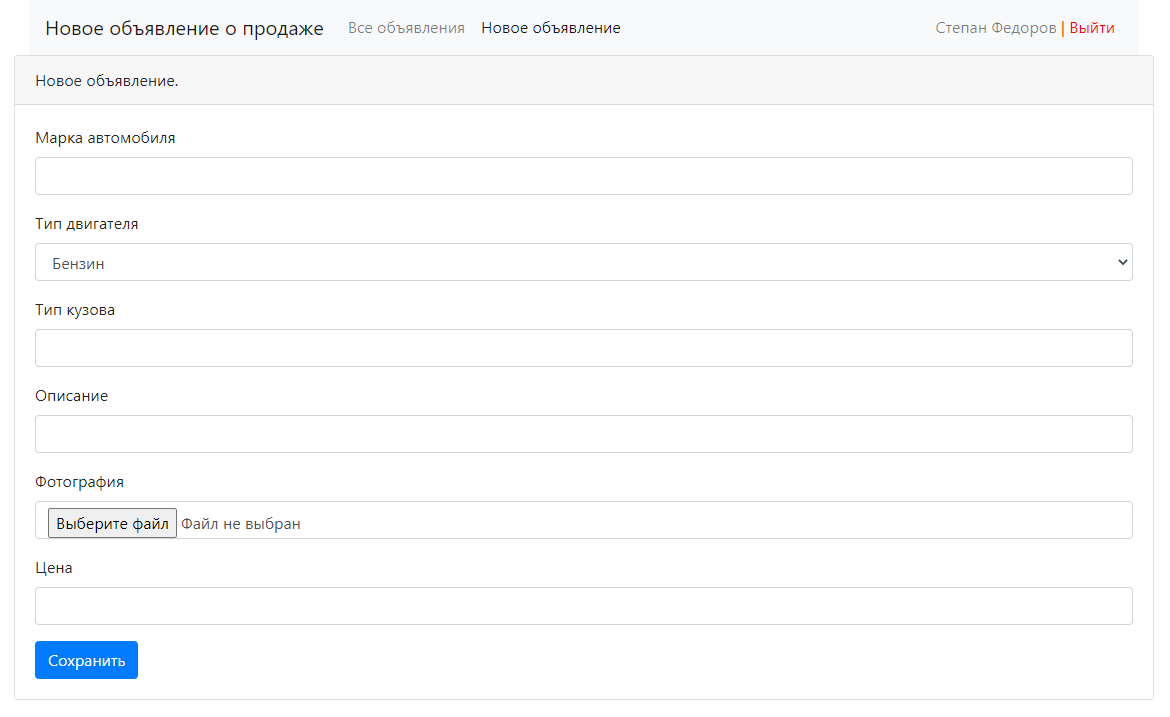 Новое объявление о продаже Все объявления Новое объявление Степан Федоров | Выйти
Новое объявление.
Марка автомобиля
Тип двигателя
Бензин
Тип кузова
Описание
Фотография
Выберите файл Файл не выбран
Цена
Сохранить